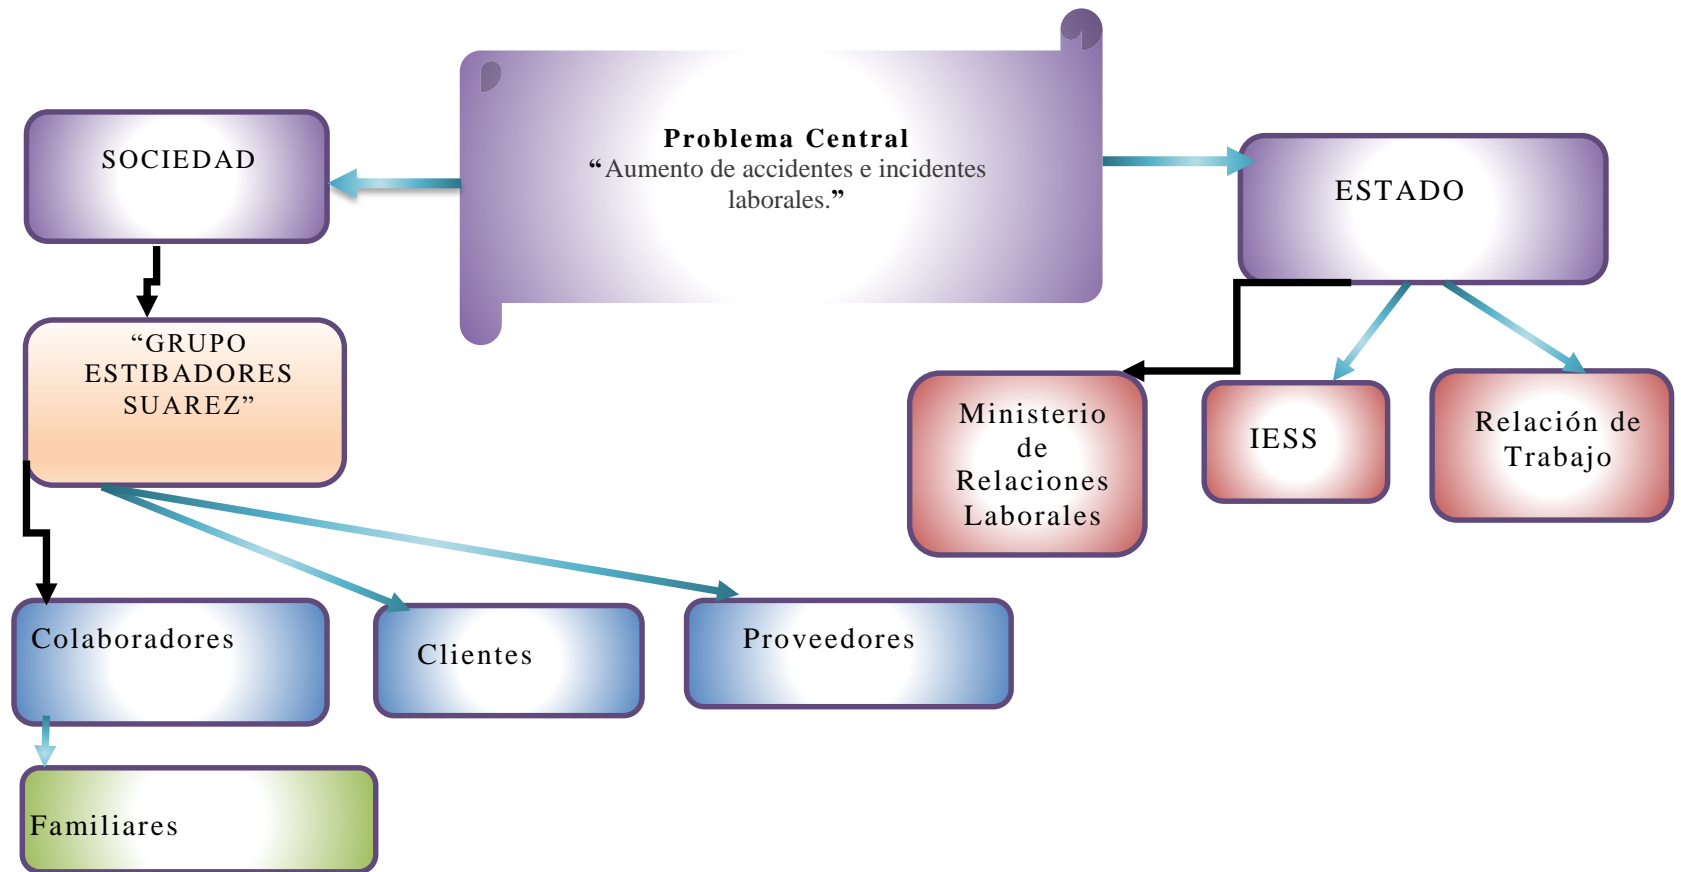 Problema Central
“Aumento de accidentes e incidentes
laborales.”
SOCIEDAD
ESTADO
“GRUPO
ESTIBADORES
SUAREZ”
Ministerio
de
Relaciones
Laborales
IESS
Relación de
Trabajo
Colaboradores
Clientes
Proveedores
Familiares